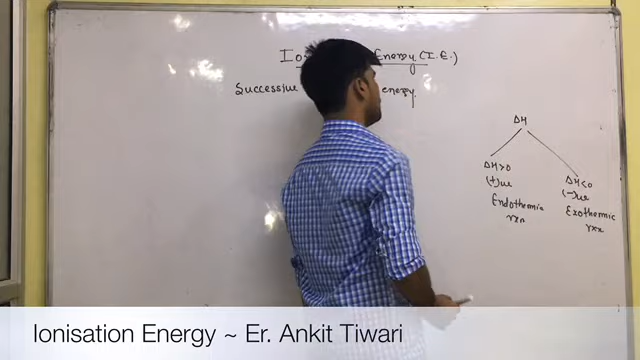 Energy (I.E.)
Successive energy
ΔH
ΔH>0
(+)ve
Endothermic
rxn
ΔH<0
(-)ve
Exothermic
rxn
Ionisation Energy ~ Er. Ankit Tiwari